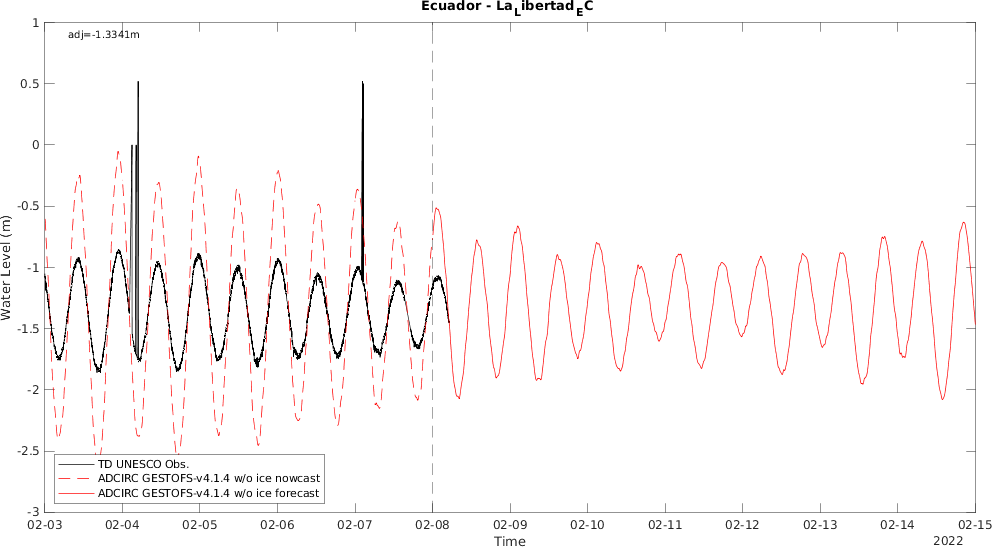 Ecuador - LaLibertadEC
adj=-1.3341m
1
0.5
0
-0.5
-1
-1.5
-2
-2.5
-3
Water Level (m)
TD UNESCO Obs.
ADCIRC GESTOFS-v4.1.4 w/o ice nowcast
ADCIRC GESTOFS-v4.1.4 w/o ice forecast
02-03 02-04 02-05 02-06 02-07 02-08 02-09 02-10 02-11 02-12 02-13 02-14 02-15
Time
2022